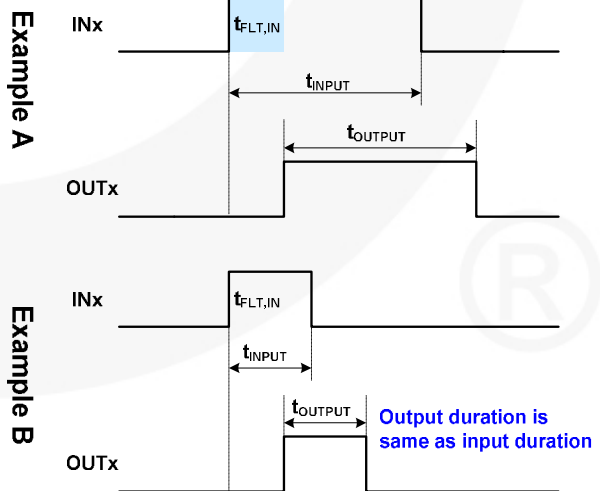 Example A
INx
tFLT,IN
tINPUT
tOUTPUT
OUTx
Example B
INx
tFLT,IN
tINPUT
tOUTPUT
Output duration is
same as input duration
OUTx
®